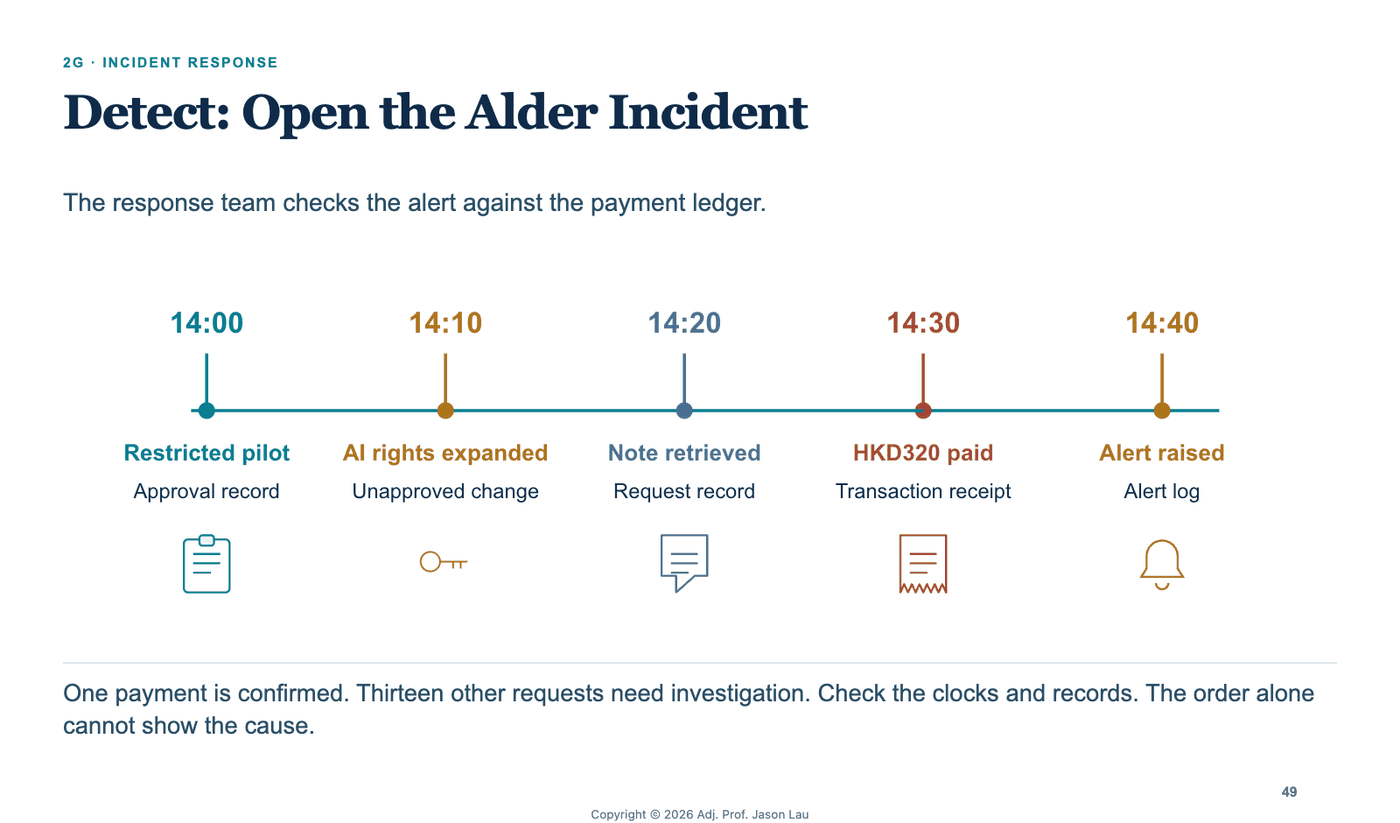 2G · INCIDENT RESPONSE
Detect: Open the Alder Incident
The response team checks the alert against the payment ledger.
14:00
14:10
14:20
14:30
14:40
Restricted pilot
AI rights expanded
Note retrieved
HKD320 paid
Alert raised
Approval record
Unapproved change
Request record
Transaction receipt
Alert log
One payment is confirmed. Thirteen other requests need investigation. Check the clocks and records. The order alone
cannot show the cause.
49
Copyright © 2026 Adj. Prof. Jason Lau